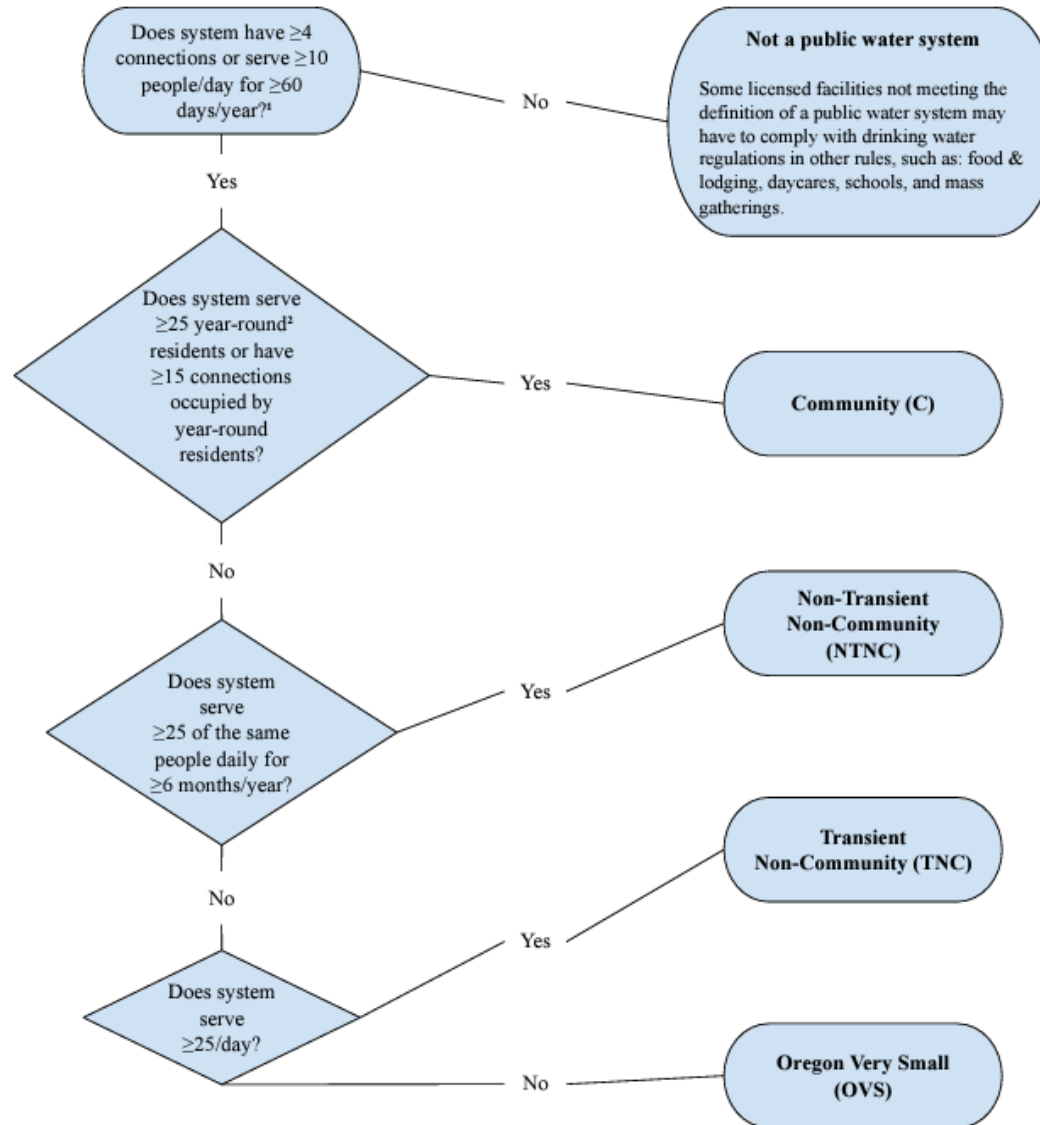 Does system have ≥4
connections or serve ≥10
people/day for ≥60
days/year?¹
No
Not a public water system
Some licensed facilities not meeting the
definition of a public water system may
have to comply with drinking water
regulations in other rules, such as: food &
lodging, daycares, schools, and mass
gatherings.
Yes
Does system serve
≥25 year-round²
residents or have
≥15 connections
occupied by
year-round
residents?
Yes
Community (C)
No
Does system
serve
≥25 of the same
people daily for
≥6 months/year?
Yes
Non-Transient
Non-Community
(NTNC)
No
Does system
serve
≥25/day?
Yes
Transient
Non-Community (TNC)
No
Oregon Very Small
(OVS)